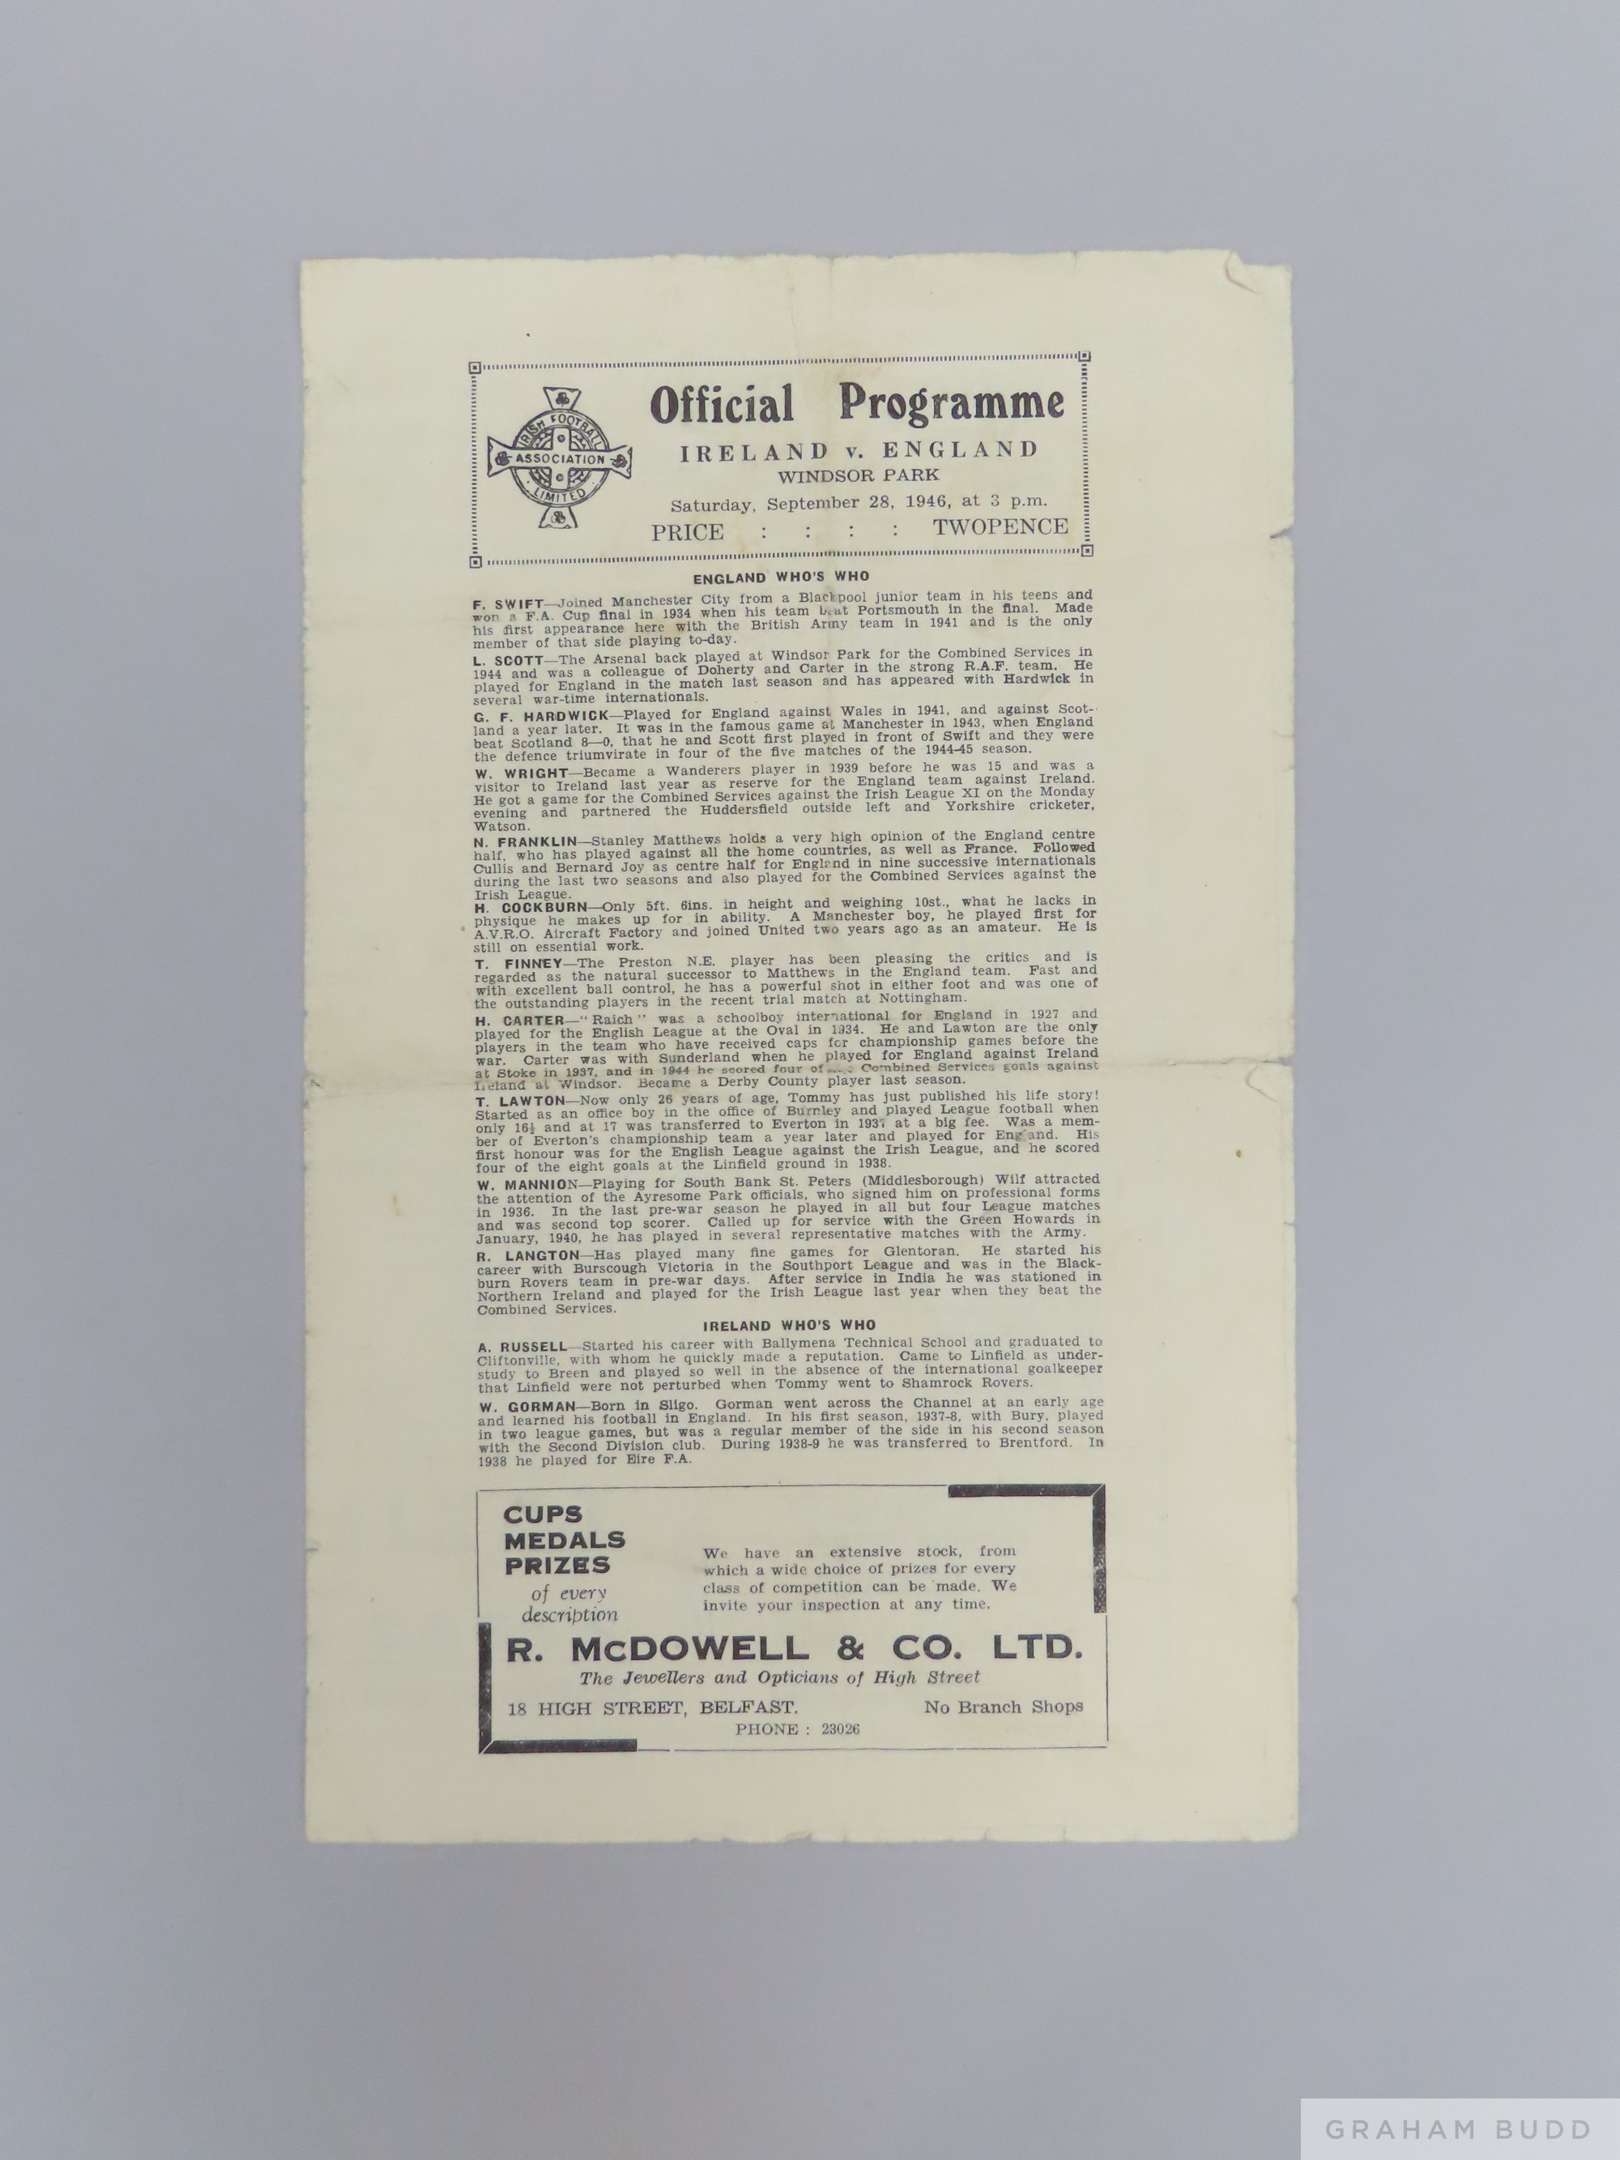 IRISH FOOTBALL
ASSOCIATION
LIMITED
Official Programme
IRELAND v. ENGLAND
WINDSOR PARK
Saturday, September 28, 1946, at 3 p.m.
PRICE : : : : TWOPENCE
ENGLAND WHO'S WHO
F. SWIFT—Joined Manchester City from a Blackpool junior team in his teens and
won a F.A. Cup final in 1934 when his team beat Portsmouth in the final. Made
his first appearance here with the British Army team in 1941 and is the only
member of that side playing to-day.
L. SCOTT—The Arsenal back played at Windsor Park for the Combined Services in
1944 and was a colleague of Doherty and Carter in the strong R.A.F. team. He
played for England in the match last season and has appeared with Hardwick in
several war-time internationals.
G. F. HARDWICK—Played for England against Wales in 1941, and against Scot-
land a year later. It was in the famous game at Manchester in 1943, when England
beat Scotland 8—0, that he and Scott first played in front of Swift and they were
the defence triumvirate in four of the five matches of the 1944-45 season.
W. WRIGHT—Became a Wanderers player in 1939 before he was 15 and was a
visitor to Ireland last year as reserve for the England team against Ireland.
He got a game for the Combined Services against the Irish League XI on the Monday
evening and partnered the Huddersfield outside left and Yorkshire cricketer,
Watson.
N. FRANKLIN—Stanley Matthews holds a very high opinion of the England centre
half, who has played against all the home countries, as well as France. Followed
Cullis and Bernard Joy as centre half for England in nine successive internationals
during the last two seasons and also played for the Combined Services against the
Irish League.
H. COCKBURN—Only 5ft. 6ins. in height and weighing 10st., what he lacks in
physique he makes up for in ability. A Manchester boy, he played first for
A.V.R.O. Aircraft Factory and joined United two years ago as an amateur. He is
still on essential work.
T. FINNEY—The Preston N.E. player has been pleasing the critics and is
regarded as the natural successor to Matthews in the England team. Fast and
with excellent ball control, he has a powerful shot in either foot and was one of
the outstanding players in the recent trial match at Nottingham.
H. CARTER—"Raich" was a schoolboy international for England in 1927 and
played for the English League at the Oval in 1934. He and Lawton are the only
players in the team who have received caps for championship games before the
war. Carter was with Sunderland when he played for England against Ireland
at Stoke in 1937, and in 1944 he scored four of Combined Services goals against
Ireland at Windsor. Became a Derby County player last season.
T. LAWTON—Now only 26 years of age, Tommy has just published his life story!
Started as an office boy in the office of Burnley and played League football when
only 16½ and at 17 was transferred to Everton in 1937 at a big fee. Was a mem-
ber of Everton's championship team a year later and played for England. His
first honour was for the English League against the Irish League, and he scored
four of the eight goals at the Linfield ground in 1938.
W. MANNION—Playing for South Bank St. Peters (Middlesborough) Wilf attracted
the attention of the Ayresome Park officials, who signed him on professional forms
in 1936. In the last pre-war season he played in all but four League matches
and was second top scorer. Called up for service with the Green Howards in
January, 1940, he has played in several representative matches with the Army.
R. LANGTON—Has played many fine games for Glentoran. He started his
career with Burscough Victoria in the Southport League and was in the Black-
burn Rovers team in pre-war days. After service in India he was stationed in
Northern Ireland and played for the Irish League last year when they beat the
Combined Services.
IRELAND WHO'S WHO
A. RUSSELL—Started his career with Ballymena Technical School and graduated to
Cliftonville, with whom he quickly made a reputation. Came to Linfield as under-
study to Breen and played so well in the absence of the international goalkeeper
that Linfield were not perturbed when Tommy went to Shamrock Rovers.
W. GORMAN—Born in Sligo. Gorman went across the Channel at an early age
and learned his football in England. In his first season, 1937-8, with Bury, played
in two league games, but was a regular member of the side in his second season
with the Second Division club. During 1938-9 he was transferred to Brentford. In
1938 he played for Eire F.A.
CUPS
MEDALS
PRIZES
of every
description
We have an extensive stock, from
which a wide choice of prizes for every
class of competition can be made. We
invite your inspection at any time.
R. McDOWELL & CO. LTD.
The Jewellers and Opticians of High Street
18 HIGH STREET, BELFAST. No Branch Shops
PHONE : 23026
GRAHAM BUDD